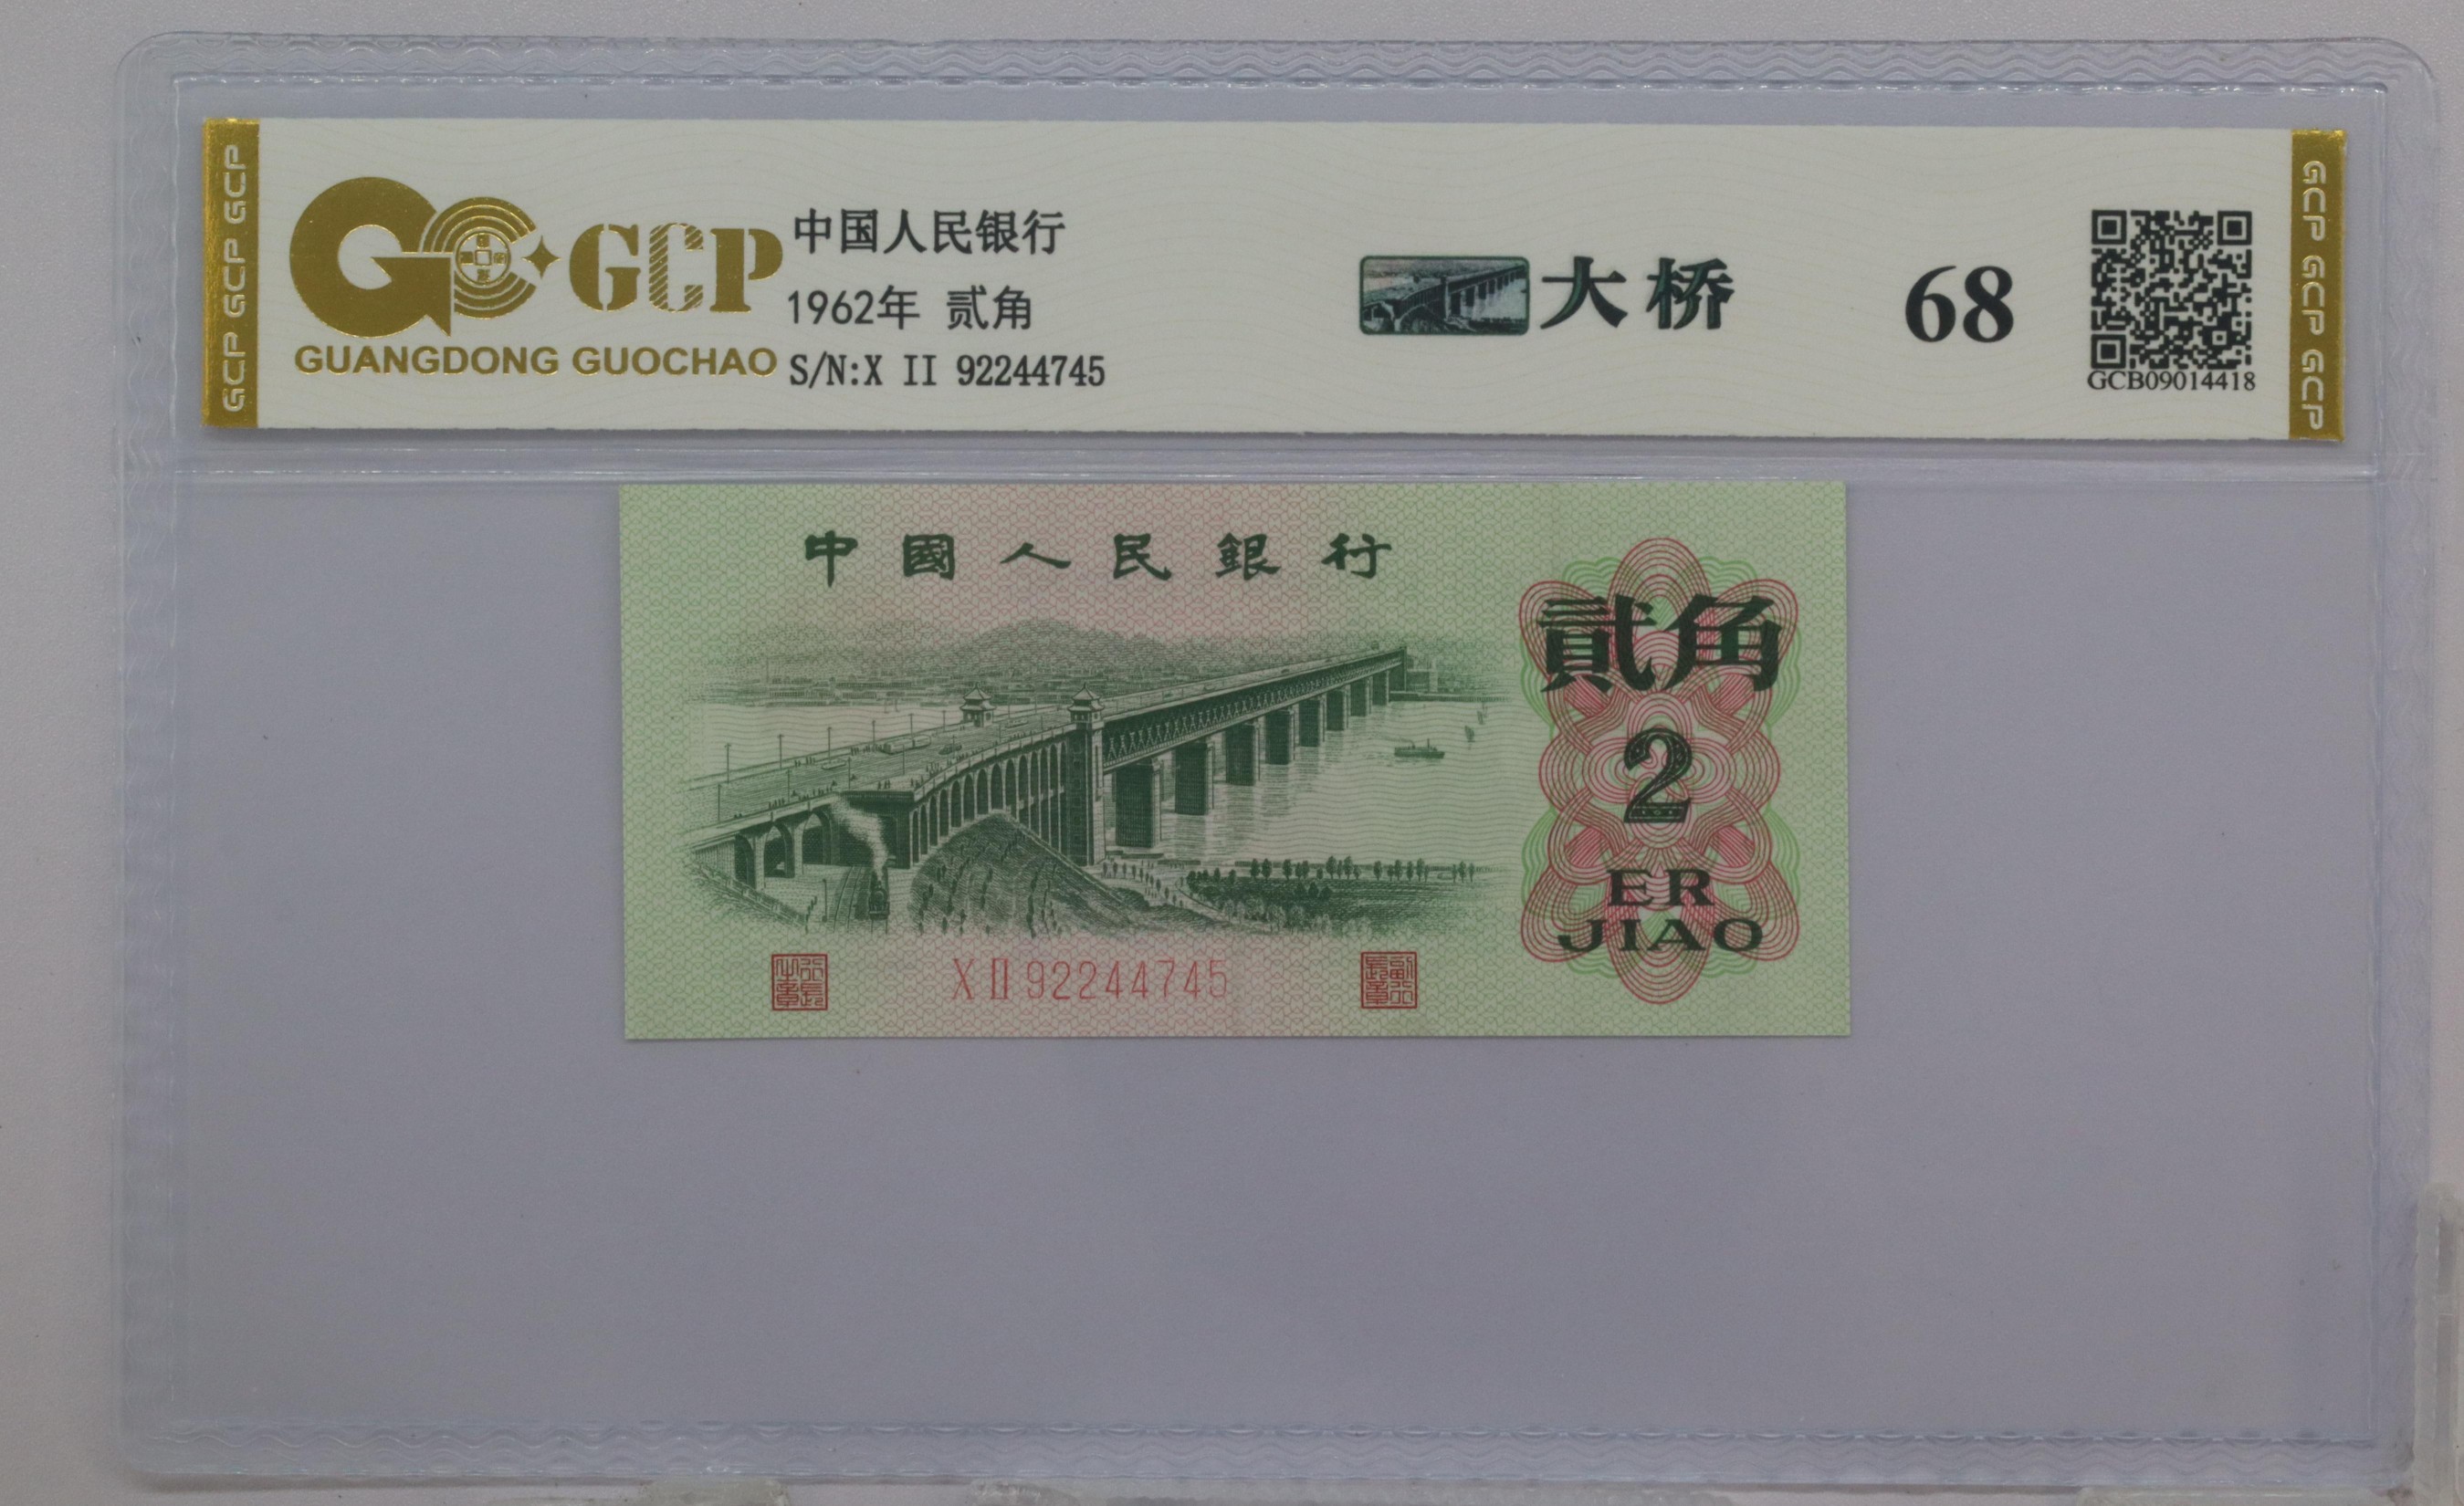 GCP GCP GCP
GCP
GUANGDONG GUOCHAO
中国人民银行
1962年 贰角
S/N:X II 92244745
大桥
68
GCB09014418
GCP GCP GCP
中國人民銀行
貳角
2
ER
JIAO
X II 92244745